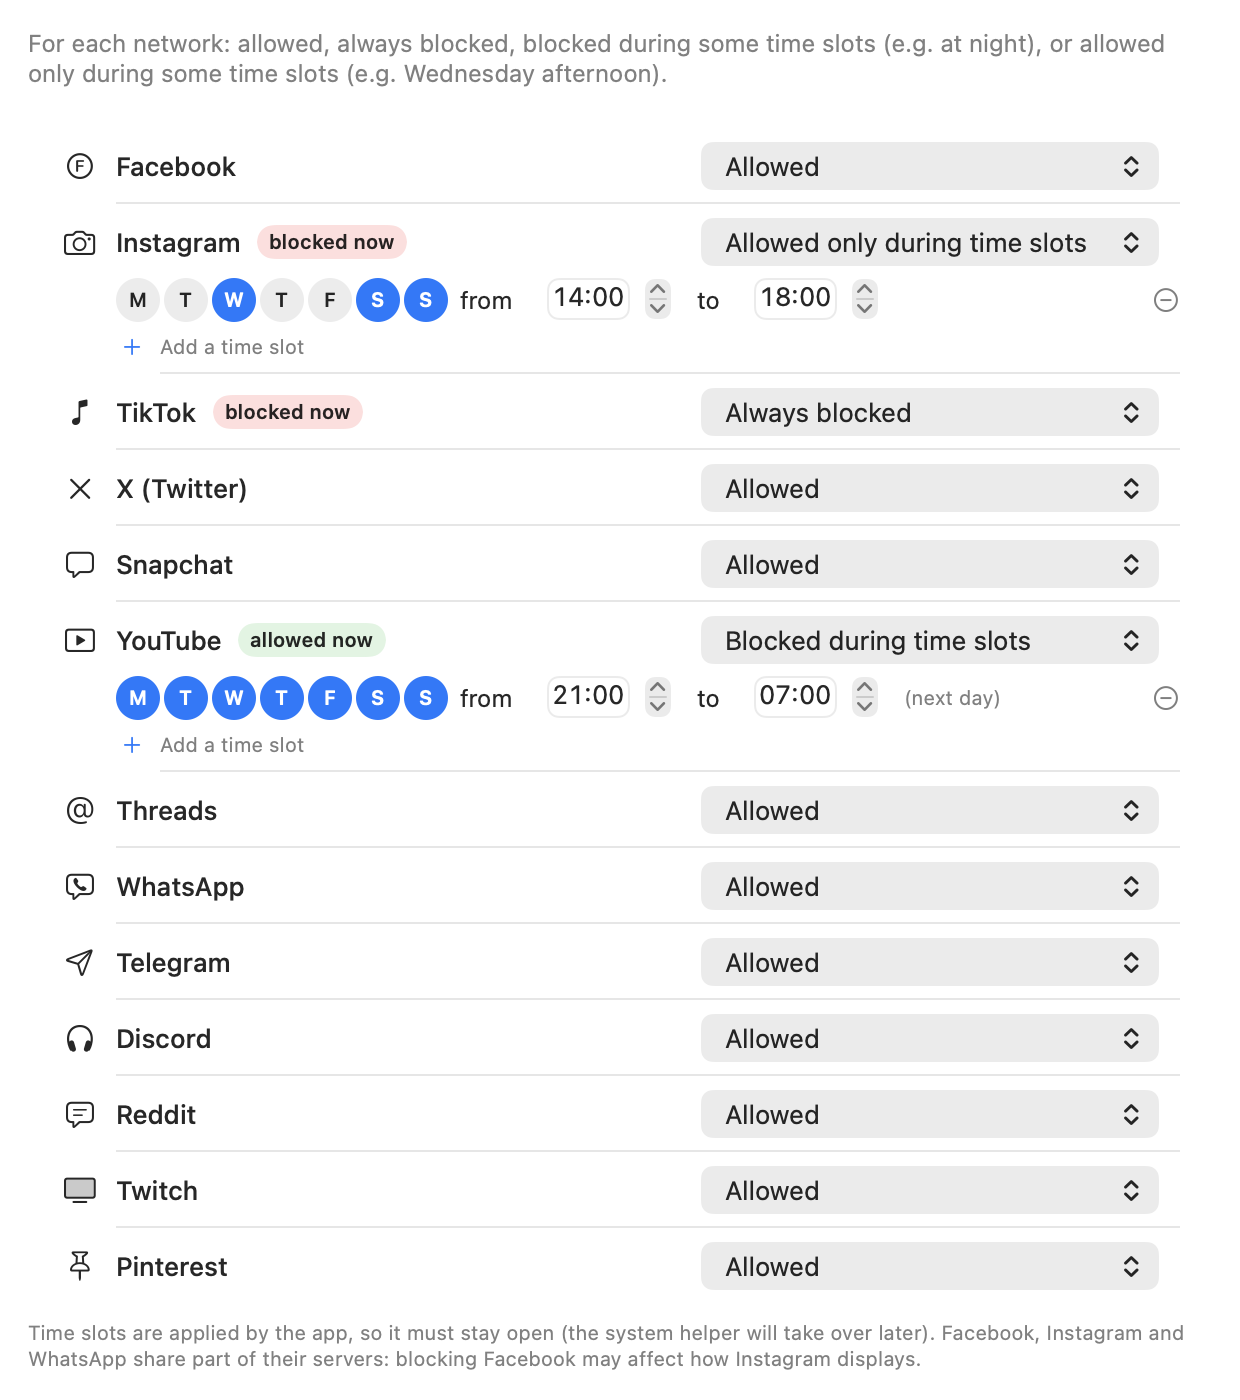 For each network: allowed, always blocked, blocked during some time slots (e.g. at night), or allowed
only during some time slots (e.g. Wednesday afternoon).
F Facebook Allowed
Instagram blocked now Allowed only during time slots
M T W T F S S from 14:00 to 18:00
+ Add a time slot
TikTok blocked now Always blocked
X (Twitter) Allowed
Snapchat Allowed
YouTube allowed now Blocked during time slots
M T W T F S S from 21:00 to 07:00 (next day)
+ Add a time slot
@ Threads Allowed
WhatsApp Allowed
Telegram Allowed
Discord Allowed
Reddit Allowed
Twitch Allowed
Pinterest Allowed
Time slots are applied by the app, so it must stay open (the system helper will take over later). Facebook, Instagram and
WhatsApp share part of their servers: blocking Facebook may affect how Instagram displays.